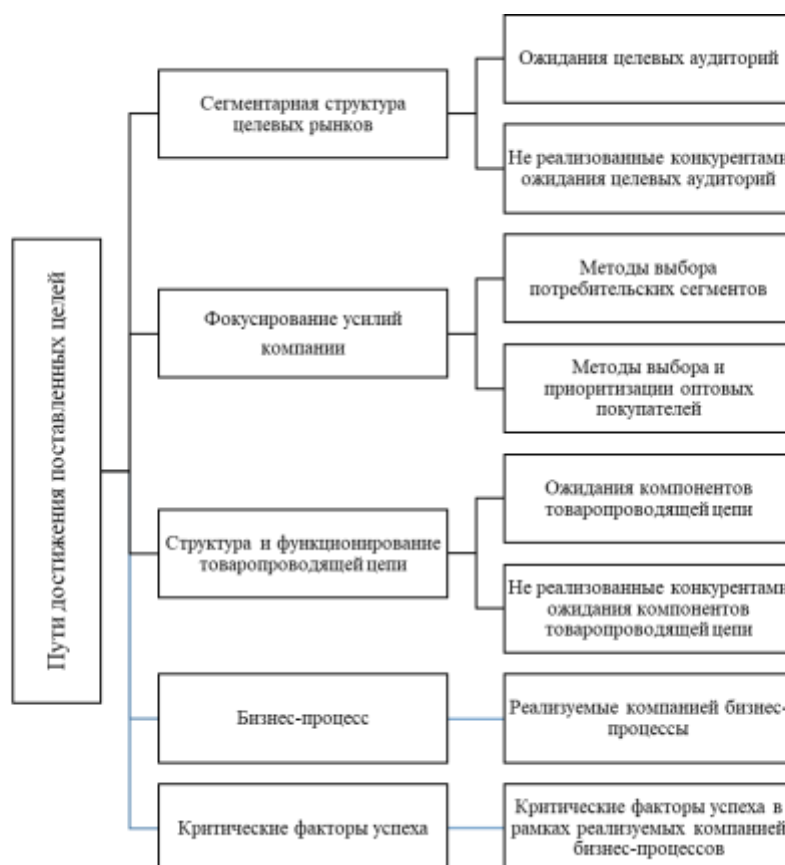 Пути достижения поставленных целей
Сегментарная структура
целевых рынков
Ожидания целевых аудиторий
Не реализованные конкурентами
ожидания целевых аудиторий
Фокусирование усилий
компании
Методы выбора
потребительских сегментов
Методы выбора и
приоритизации оптовых
покупателей
Структура и функционирование
товаропроводящей цепи
Ожидания компонентов
товаропроводящей цепи
Не реализованные конкурентами
ожидания компонентов
товаропроводящей цепи
Бизнес-процесс
Реализуемые компанией бизнес-
процессы
Критические факторы успеха
Критические факторы успеха в
рамках реализуемых компанией
бизнес-процессов